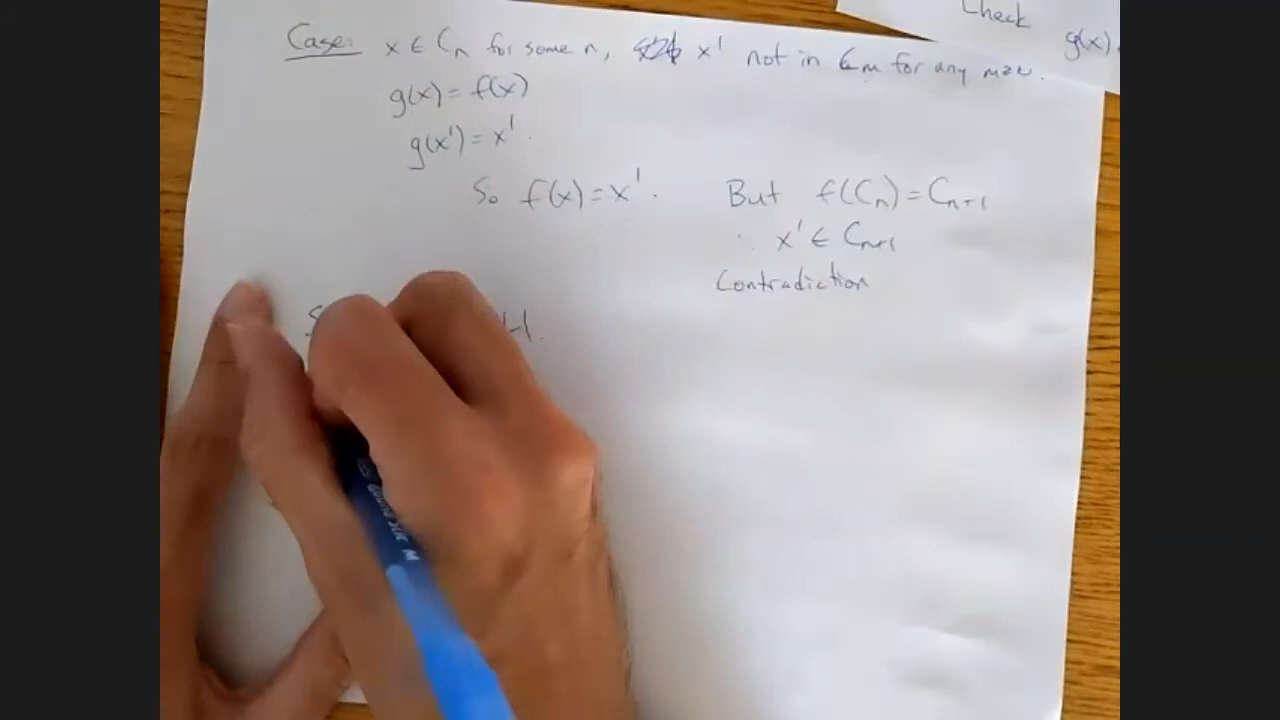 Check
g(x)
Case: x ∈ Cn for some n, x' not in Cm for any m≥n.
g(x) = f(x)
g(x') = x'.
So f(x) = x'. But f(Cn) = Cn+1
∴ x' ∈ Cn+1
Contradiction